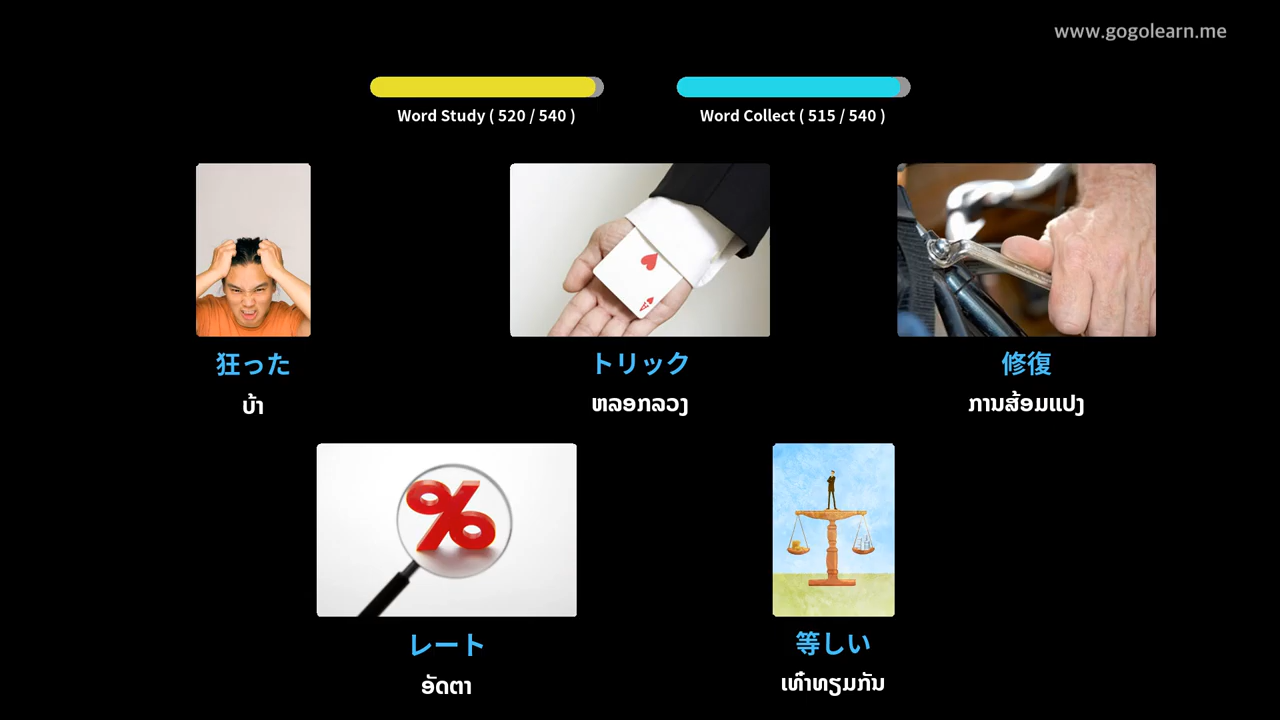 www.gogolearn.me
Word Study ( 520 / 540 )
Word Collect ( 515 / 540 )
狂った
ບ້າ
トリック
ຫລອກລວງ
修復
ການສ້ອມແປງ
レート
ອັດຕາ
等しい
ເທົ່າທຽມກັນ